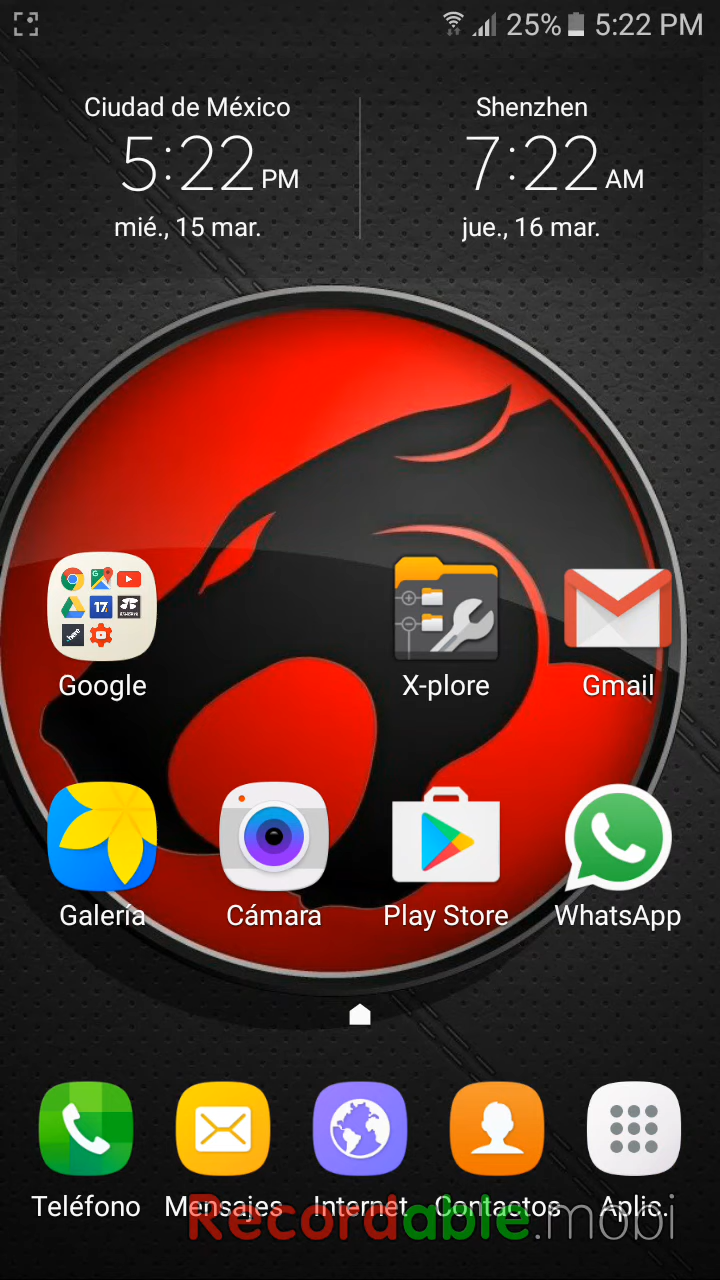 25% 5:22 PM
Ciudad de México
5:22 PM
mié., 15 mar.
Shenzhen
7:22 AM
jue., 16 mar.
17
Google
X-plore
Gmail
Galería
Cámara
Play Store
WhatsApp
Teléfono
Mensajes
Internet
Contactos
Aplic.
Recordable.mobi